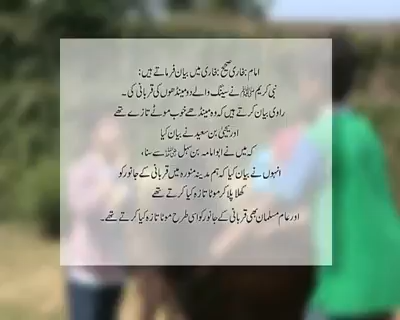 امام بخاری صحیح بخاری میں بیان فرماتے ہیں:
نبی کریم ﷺ نے سینگ والے دو مینڈھوں کی قربانی کی۔
راوی بیان کرتے ہیں کہ وہ مینڈھے خوب موٹے تازے تھے
اور یحییٰ بن سعید نے بیان کیا
کہ میں نے ابو امامہ بن سہل ﷜ سے سنا،
انہوں نے بیان کیا کہ ہم مدینہ منورہ میں قربانی کے جانور کو
کھلا پلا کر موٹا تازہ کیا کرتے تھے
اور عام مسلمان بھی قربانی کے جانور کو اسی طرح موٹا تازہ کیا کرتے تھے۔